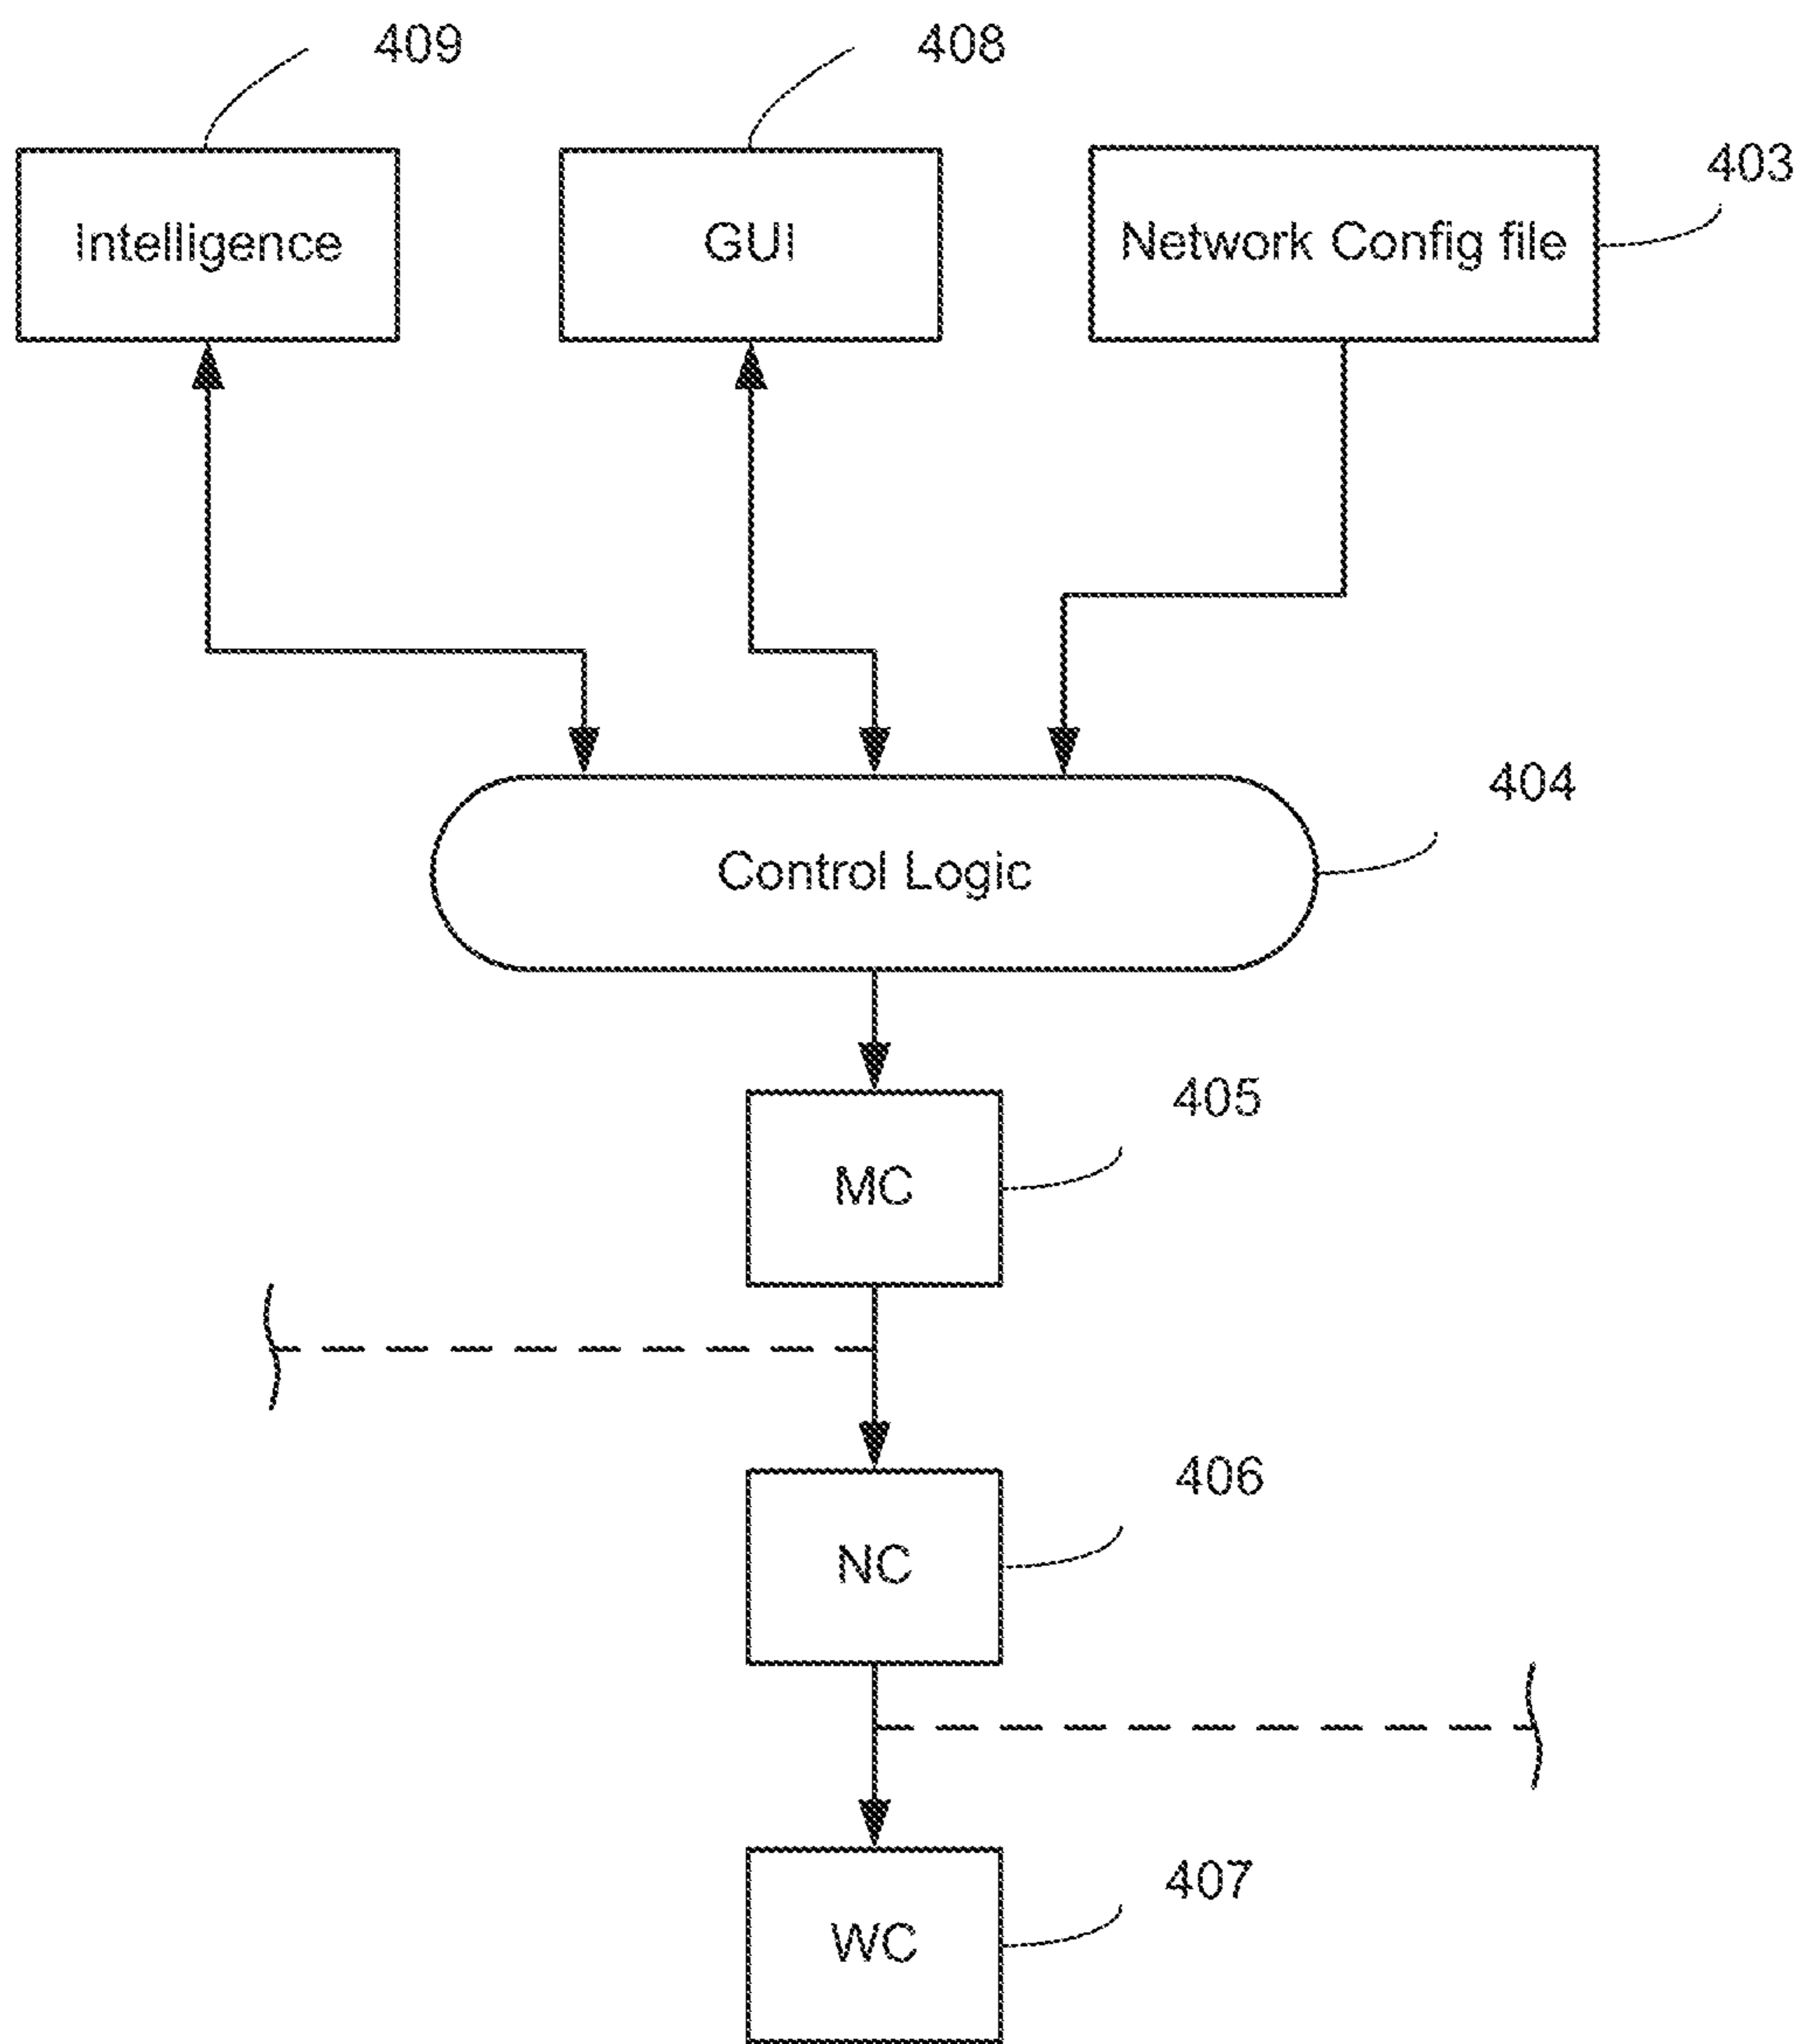 409
408
403
Intelligence
GUI
Network Config file
404
Control Logic
405
MC
406
NC
407
WC